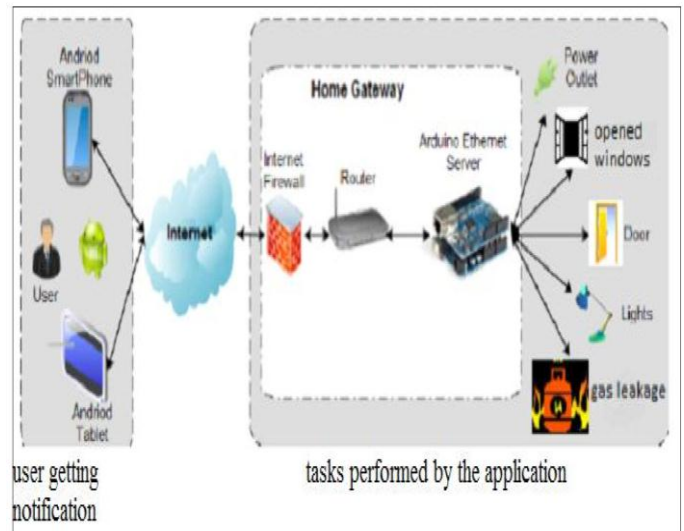 Andriod
SmartPhone
User
Andriod
Tablet
Internet
Home Gateway
Internet
Firewall
Router
Arduino Ethernet
Server
Power
Outlet
opened
windows
Door
Lights
gas leakage
user getting
notification
tasks performed by the application